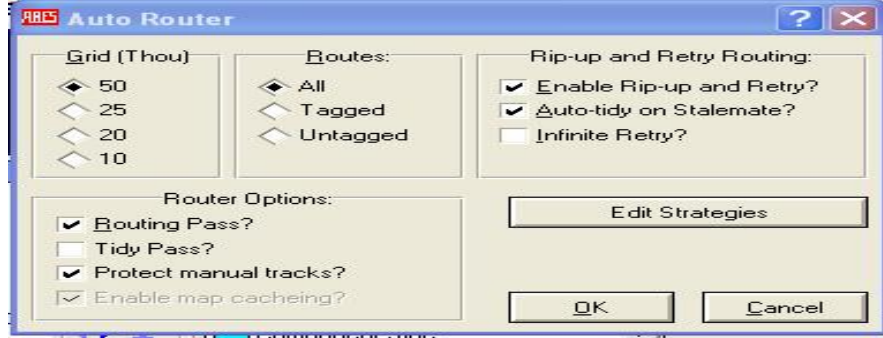 ARES Auto Router
Grid (Thou)
50
25
20
10
Routes:
All
Tagged
Untagged
Rip-up and Retry Routing:
Enable Rip-up and Retry?
Auto-tidy on Stalemate?
Infinite Retry?
Router Options:
Routing Pass?
Tidy Pass?
Protect manual tracks?
Enable map cacheing?
Edit Strategies
OK
Cancel